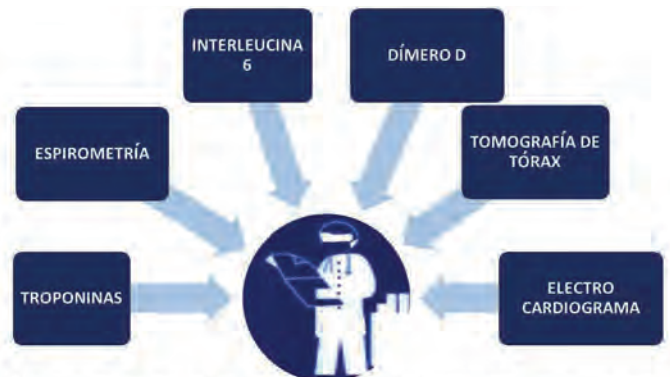 INTERLEUCINA
6
DÍMERO D
ESPIROMETRÍA
TOMOGRAFÍA DE
TÓRAX
TROPONINAS
ELECTRO
CARDIOGRAMA